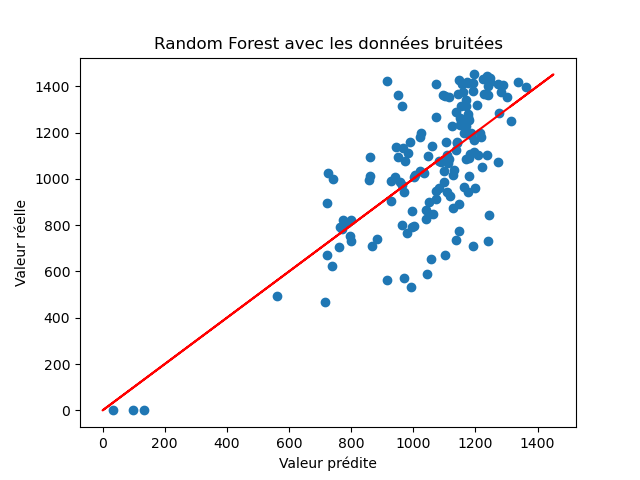 Random Forest avec les données bruitées
1400
1200
1000
800
600
400
200
0
Valeur réelle
0 200 400 600 800 1000 1200 1400
Valeur prédite